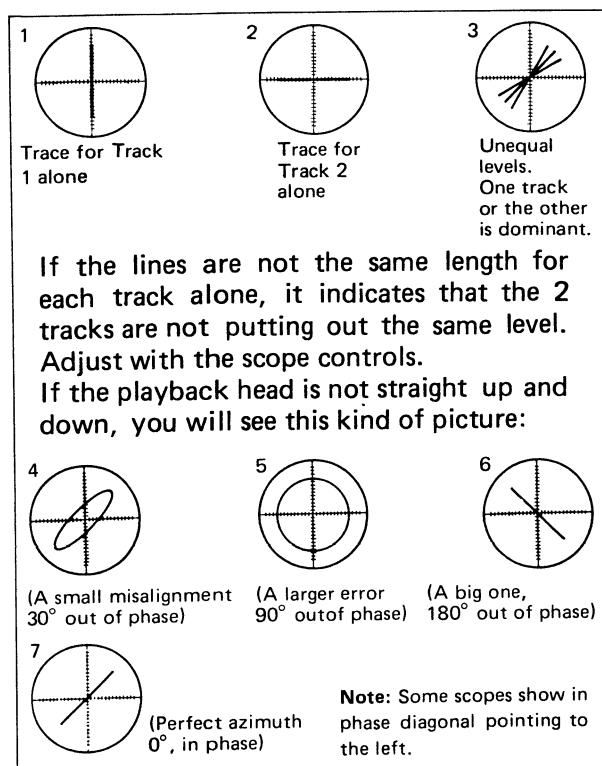 1
Trace for Track
1 alone
2
Trace for
Track 2
alone
3
Unequal
levels.
One track
or the other
is dominant.
If the lines are not the same length for
each track alone, it indicates that the 2
tracks are not putting out the same level.
Adjust with the scope controls.
If the playback head is not straight up and
down, you will see this kind of picture:
4
(A small misalignment
30° out of phase)
5
(A larger error
90° outof phase)
6
(A big one,
180° out of phase)
7
(Perfect azimuth
0°, in phase)
Note: Some scopes show in
phase diagonal pointing to
the left.